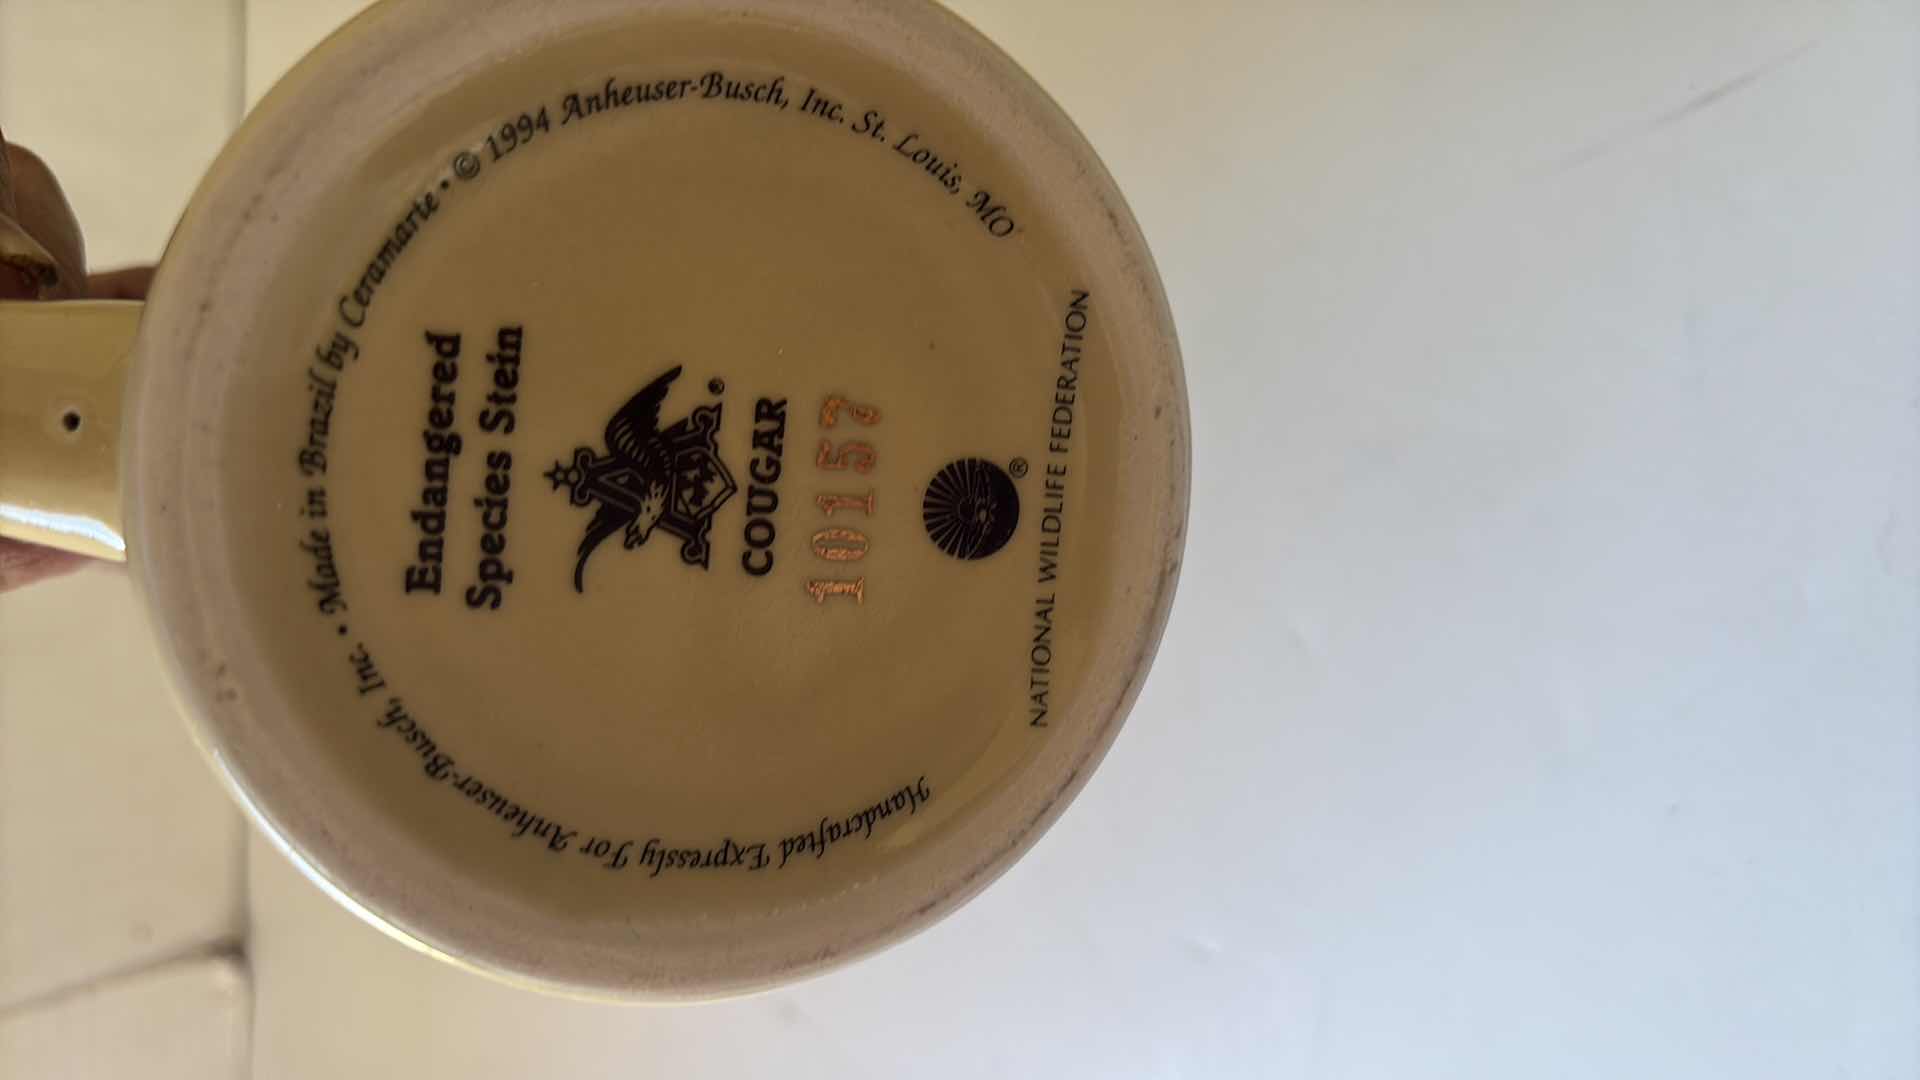 Handcrafted Expressly For Anheuser-Busch, Inc. • Made in Brazil by Ceramarte • © 1994 Anheuser-Busch, Inc. St. Louis, MO
Endangered
Species Stein
®
COUGAR
10157
®
NATIONAL WILDLIFE FEDERATION